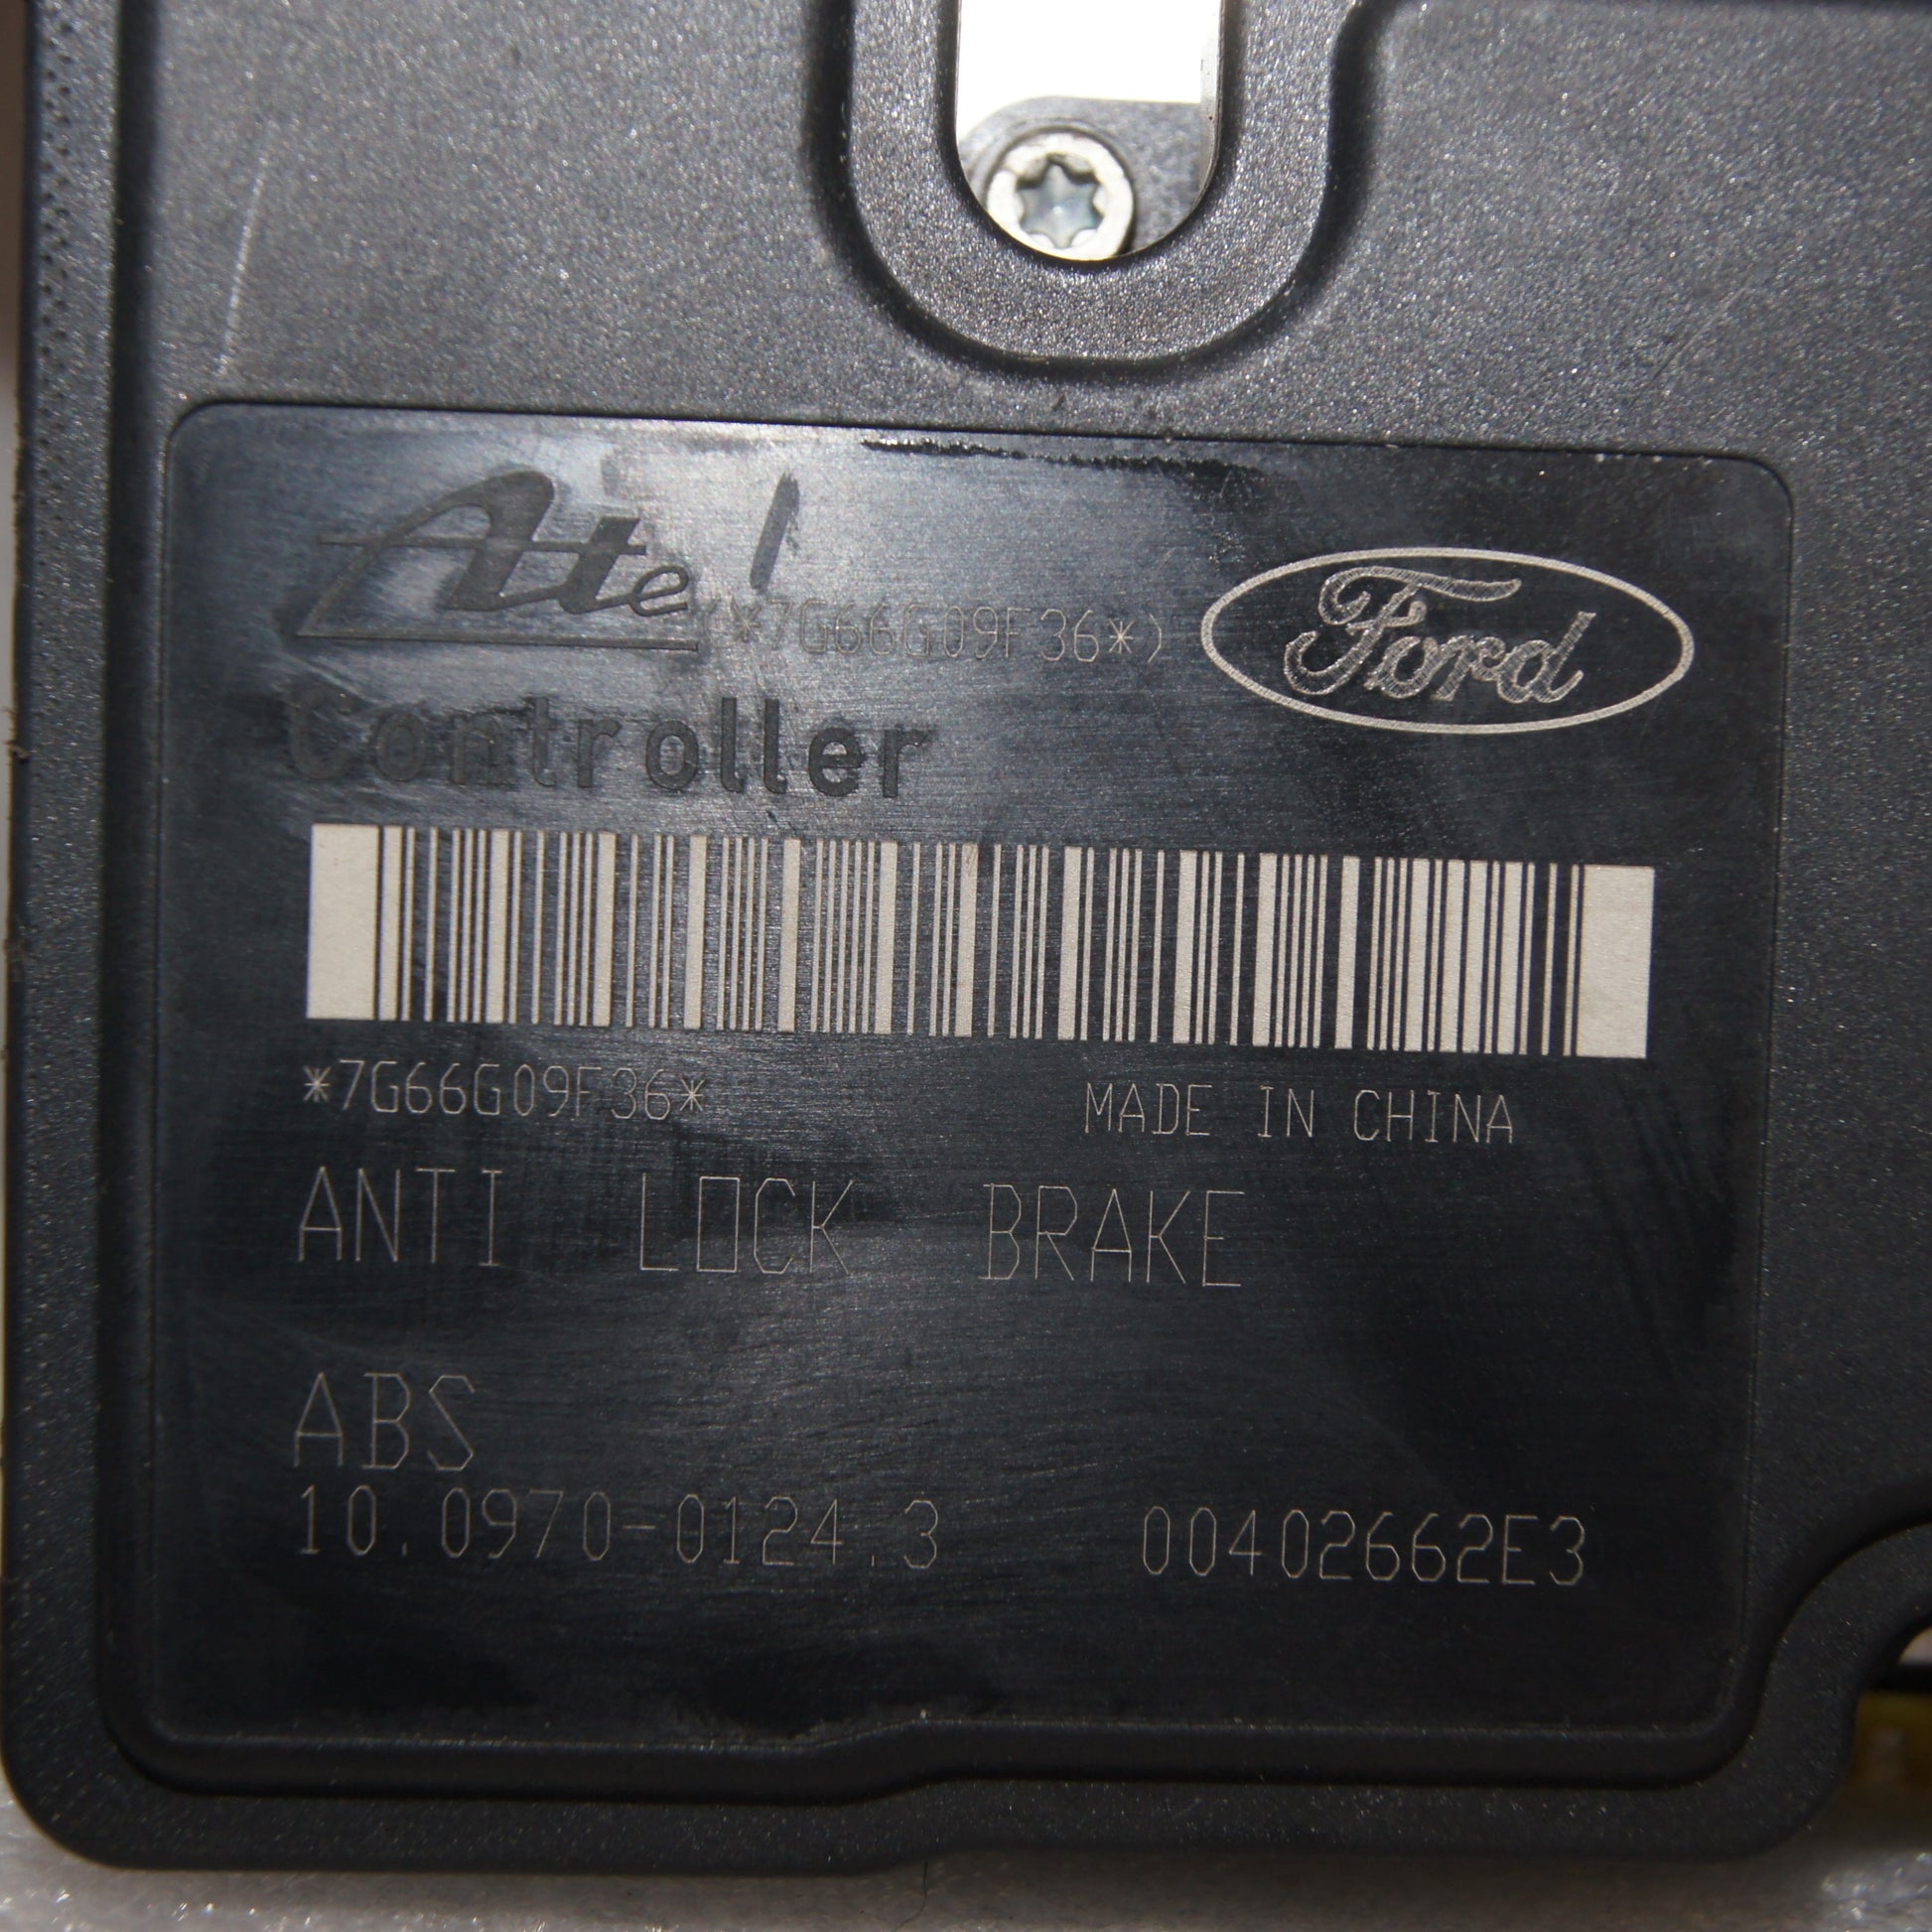 Ate
(*7G66G09F36*)
Ford
Controller
*7G66G09F36*
MADE IN CHINA
ANTI LOCK BRAKE
ABS
10.0970-0124.3 00402662E3